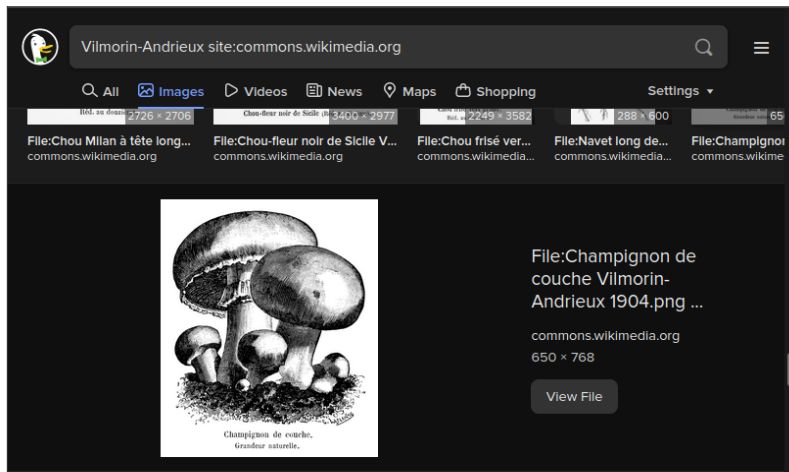 Vilmorin-Andrieux site:commons.wikimedia.org
All Images Videos News Maps Shopping Settings
2726 × 2706 3400 × 2977 2249 × 3582 288 × 600 65
File:Chou Milan à tête long... File:Chou-fleur noir de Sicile V... File:Chou frisé ver... File:Navet long de... File:Champignon
commons.wikimedia.org commons.wikimedia.org commons.wikimedia... commons.wikimedia... commons.wikime
File:Champignon de
couche Vilmorin-
Andrieux 1904.png ...
commons.wikimedia.org
650 × 768
View File
Champignon de couche.
Grandeur naturelle.